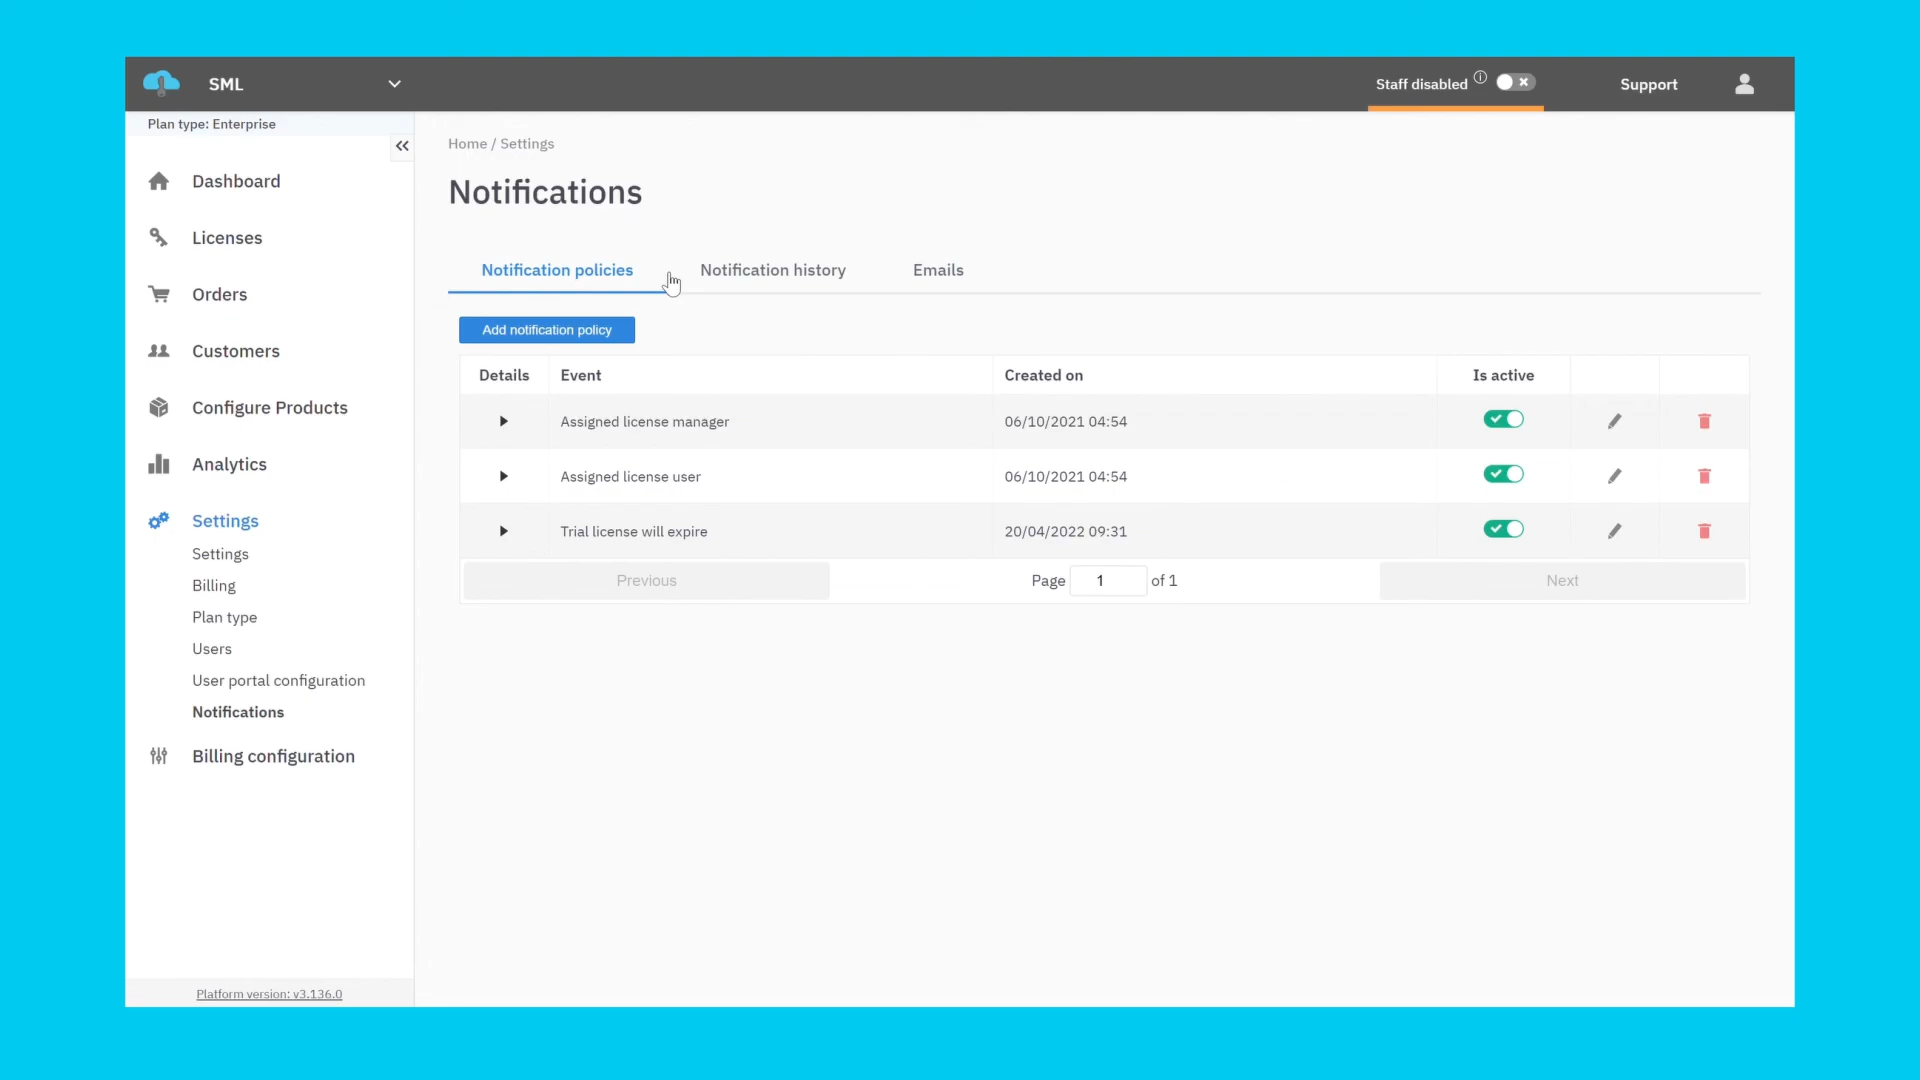 SML
Staff disabled
Support
Plan type: Enterprise
Home / Settings
Notifications
Dashboard
Licenses
Orders
Customers
Configure Products
Analytics
Settings
Settings
Billing
Plan type
Users
User portal configuration
Notifications
Billing configuration
Platform version: v3.136.0
Notification policies Notification history Emails
Add notification policy
Details Event Created on Is active
Assigned license manager 06/10/2021 04:54
Assigned license user 06/10/2021 04:54
Trial license will expire 20/04/2022 09:31
Previous Page 1 of 1 Next